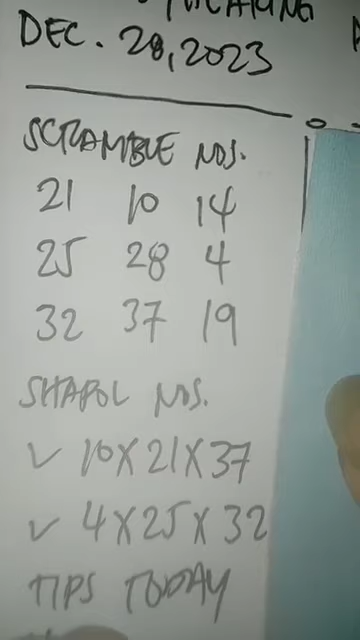 DEC. 28, 2023
SCRAMBLE NOS.
21 10 14
25 28 4
32 37 19
SHAPOL NOS.
✓ 10X21X37
✓ 4X25X32
TIPS TODAY